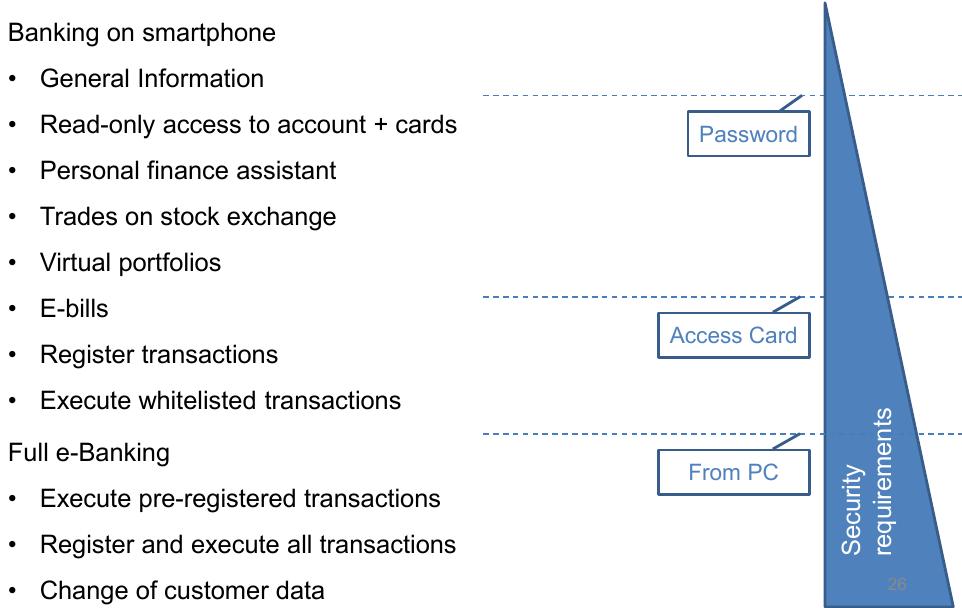 Banking on smartphone
• General Information
• Read-only access to account + cards
• Personal finance assistant
• Trades on stock exchange
• Virtual portfolios
• E-bills
• Register transactions
• Execute whitelisted transactions
Full e-Banking
• Execute pre-registered transactions
• Register and execute all transactions
• Change of customer data
Password
Access Card
From PC
Security
requirements
26